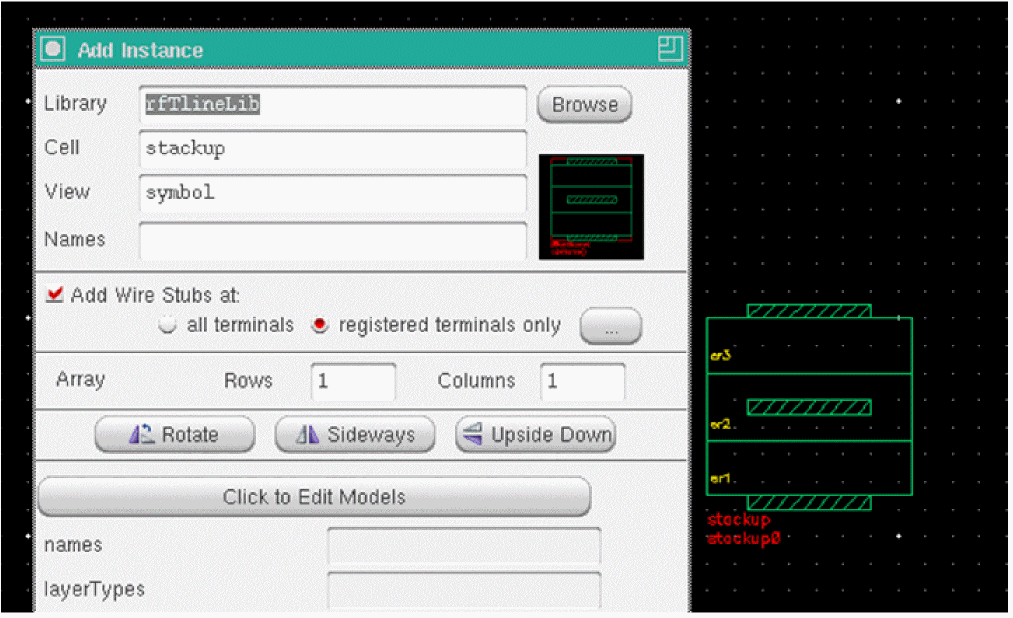 Add Instance
Library rfTlineLib Browse
Cell stackup
View symbol
Names
Add Wire Stubs at:
all terminals registered terminals only ...
Array Rows 1 Columns 1
Rotate Sideways Upside Down
Click to Edit Models
names
layerTypes
er3
er2
er1
stackup
stackup0